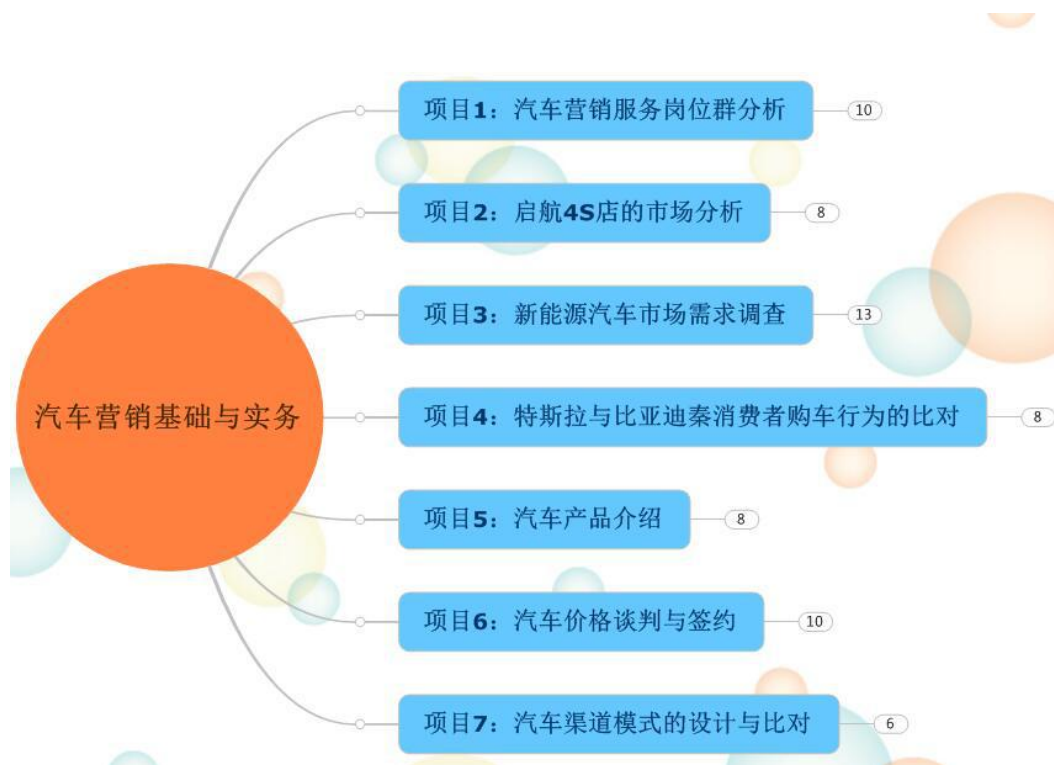 项目1：汽车营销服务岗位群分析
10
项目2：启航4S店的市场分析
8
项目3：新能源汽车市场需求调查
13
汽车营销基础与实务
项目4：特斯拉与比亚迪秦消费者购车行为的比对
8
项目5：汽车产品介绍
8
项目6：汽车价格谈判与签约
10
项目7：汽车渠道模式的设计与比对
6